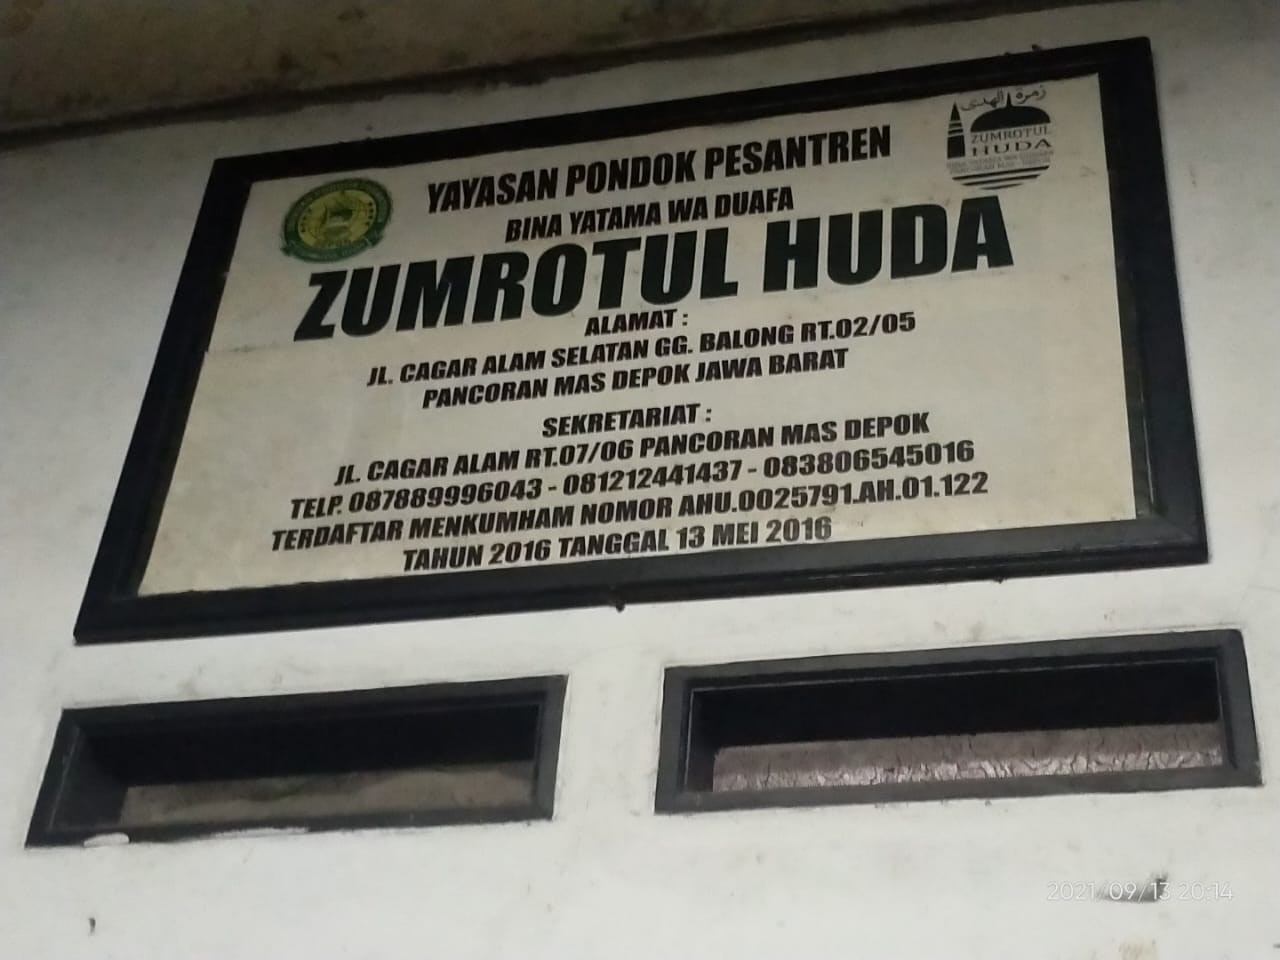 YAYASAN PONDOK PESANTREN
BINA YATAMA WA DUAFA
ZUMROTUL HUDA
ALAMAT :
JL. CAGAR ALAM SELATAN GG. BALONG RT.02/05
PANCORAN MAS DEPOK JAWA BARAT
SEKRETARIAT :
JL. CAGAR ALAM RT.07/06 PANCORAN MAS DEPOK
TELP. 087889996043 - 081212441437 - 083806545016
TERDAFTAR MENKUMHAM NOMOR AHU.0025791.AH.01.122
TAHUN 2016 TANGGAL 13 MEI 2016
زمرة الهدى
ZUMROTUL
HUDA
2021/09/13 20:14